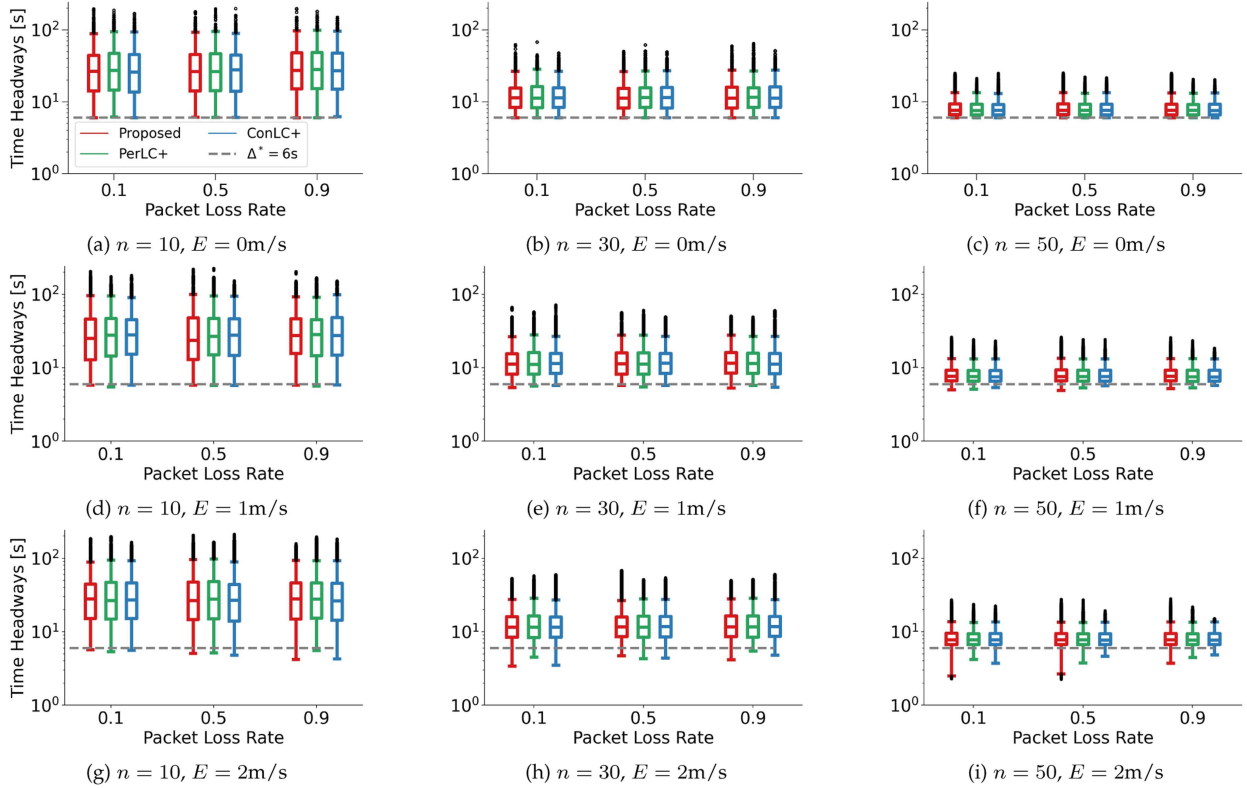 Time Headways [s]
10²
10¹
10⁰
Proposed
PerLC+
ConLC+
Δ* = 6s
0.1 0.5 0.9
Packet Loss Rate
(a) n = 10, E = 0m/s
10²
10¹
10⁰
0.1 0.5 0.9
Packet Loss Rate
(b) n = 30, E = 0m/s
10²
10¹
10⁰
0.1 0.5 0.9
Packet Loss Rate
(c) n = 50, E = 0m/s
Time Headways [s]
10²
10¹
10⁰
0.1 0.5 0.9
Packet Loss Rate
(d) n = 10, E = 1m/s
10²
10¹
10⁰
0.1 0.5 0.9
Packet Loss Rate
(e) n = 30, E = 1m/s
10²
10¹
10⁰
0.1 0.5 0.9
Packet Loss Rate
(f) n = 50, E = 1m/s
Time Headways [s]
10²
10¹
10⁰
0.1 0.5 0.9
Packet Loss Rate
(g) n = 10, E = 2m/s
10²
10¹
10⁰
0.1 0.5 0.9
Packet Loss Rate
(h) n = 30, E = 2m/s
10²
10¹
10⁰
0.1 0.5 0.9
Packet Loss Rate
(i) n = 50, E = 2m/s